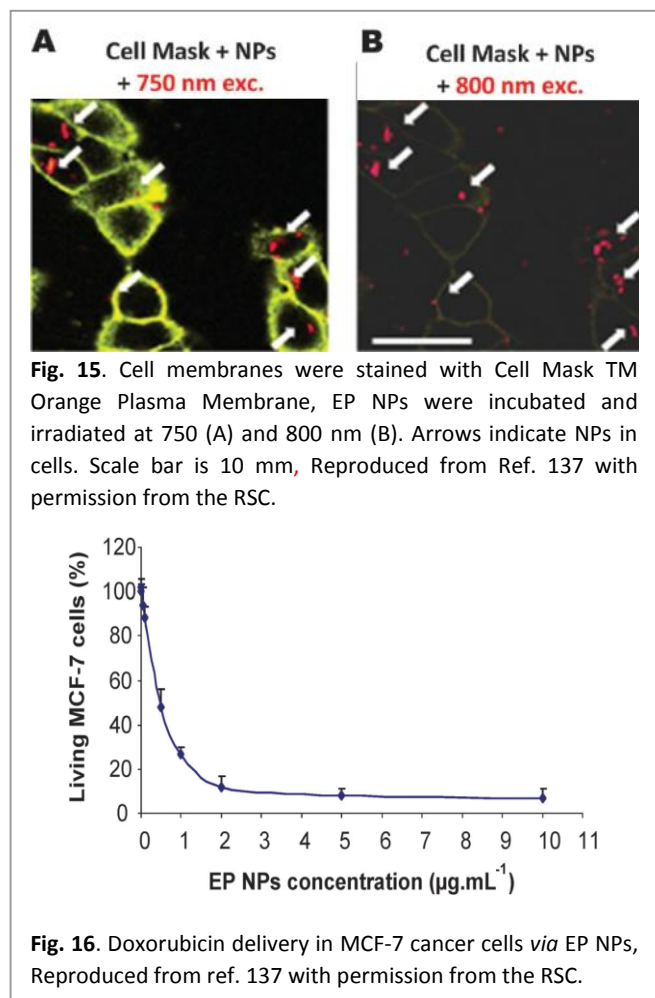 A
Cell Mask + NPs
+ 750 nm exc.
B
Cell Mask + NPs
+ 800 nm exc.
Fig. 15. Cell membranes were stained with Cell Mask TM
Orange Plasma Membrane, EP NPs were incubated and
irradiated at 750 (A) and 800 nm (B). Arrows indicate NPs in
cells. Scale bar is 10 mm, Reproduced from Ref. 137 with
permission from the RSC.
Living MCF-7 cells (%)
120
100
80
60
40
20
0
0 1 2 3 4 5 6 7 8 9 10 11
EP NPs concentration (µg.mL⁻¹)
Fig. 16. Doxorubicin delivery in MCF-7 cancer cells via EP NPs,
Reproduced from ref. 137 with permission from the RSC.